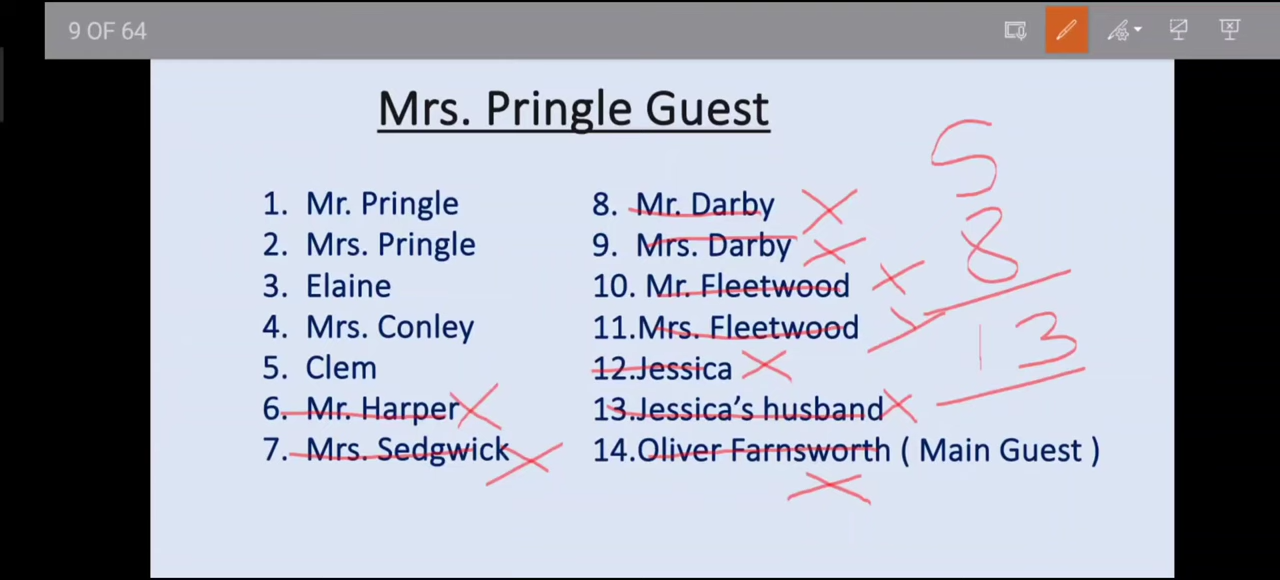 9 OF 64
Mrs. Pringle Guest
1. Mr. Pringle
2. Mrs. Pringle
3. Elaine
4. Mrs. Conley
5. Clem
6. Mr. Harper
7. Mrs. Sedgwick
8. Mr. Darby
9. Mrs. Darby
10. Mr. Fleetwood
11.Mrs. Fleetwood
12.Jessica
13.Jessica's husband
14.Oliver Farnsworth ( Main Guest )
5
8
13